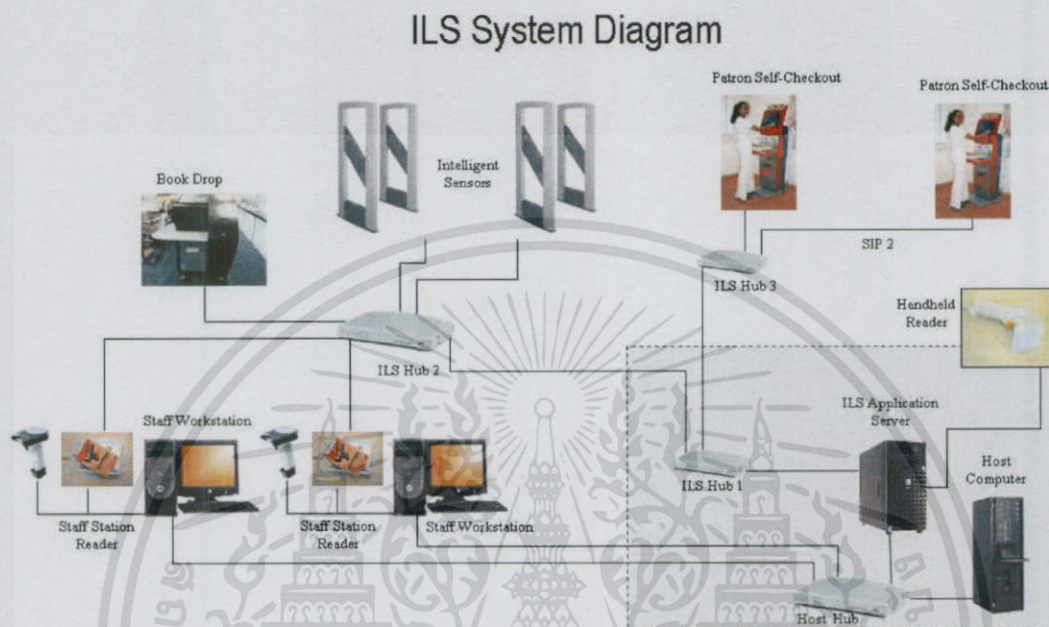 ILS System Diagram
Patron Self-Checkout
Patron Self-Checkout
Intelligent
Sensors
Book Drop
SIP 2
ILS Hub 3
Handheld
Reader
ILS Hub 2
ILS Application
Server
Staff Workstation
Host
Computer
ILS Hub 1
Staff Station
Reader
Staff Station
Reader
Staff Workstation
Host Hub